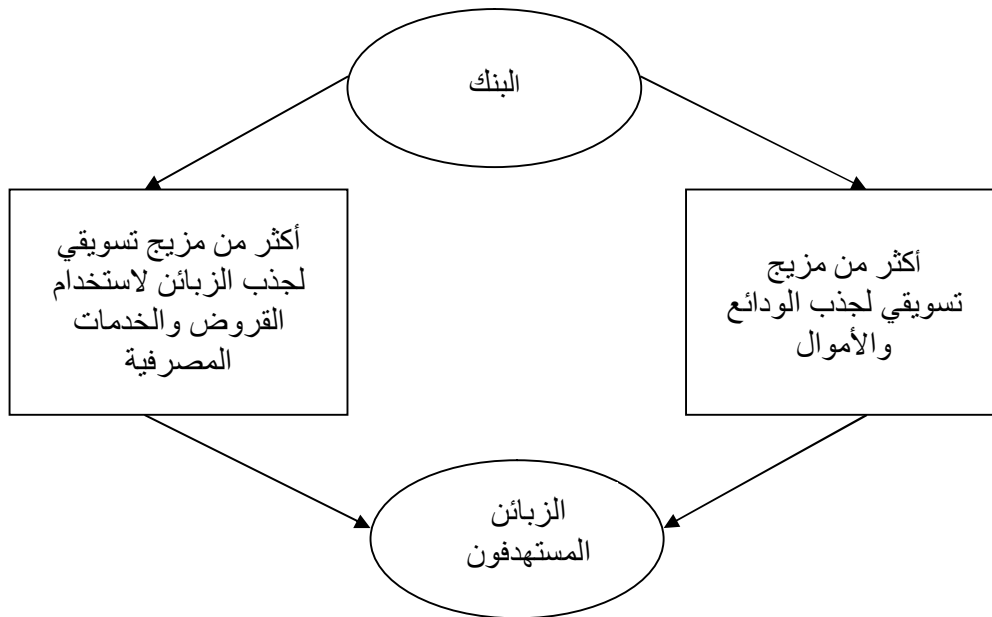 البنك
أكثر من مزيج
تسويقي لجذب الودائع
والأموال
أكثر من مزيج تسويقي
لجذب الزبائن لاستخدام
القروض والخدمات
المصرفية
الزبائن
المستهدفون